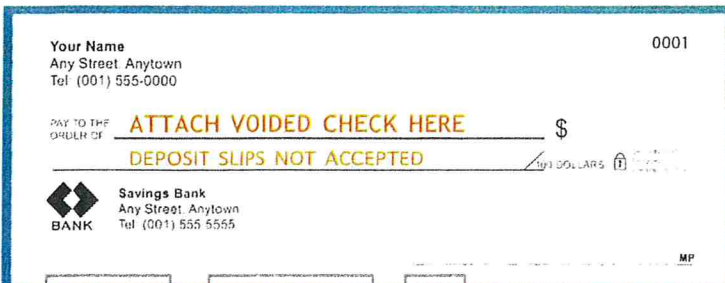 Your Name
0001
Any Street. Anytown
Tel (001) 555-0000
PAY TO THE
ORDER OF
ATTACH VOIDED CHECK HERE
$
DEPOSIT SLIPS NOT ACCEPTED
/100 DOLLARS
Savings Bank
Any Street. Anytown
BANK
Tel (001) 555 5555
MP